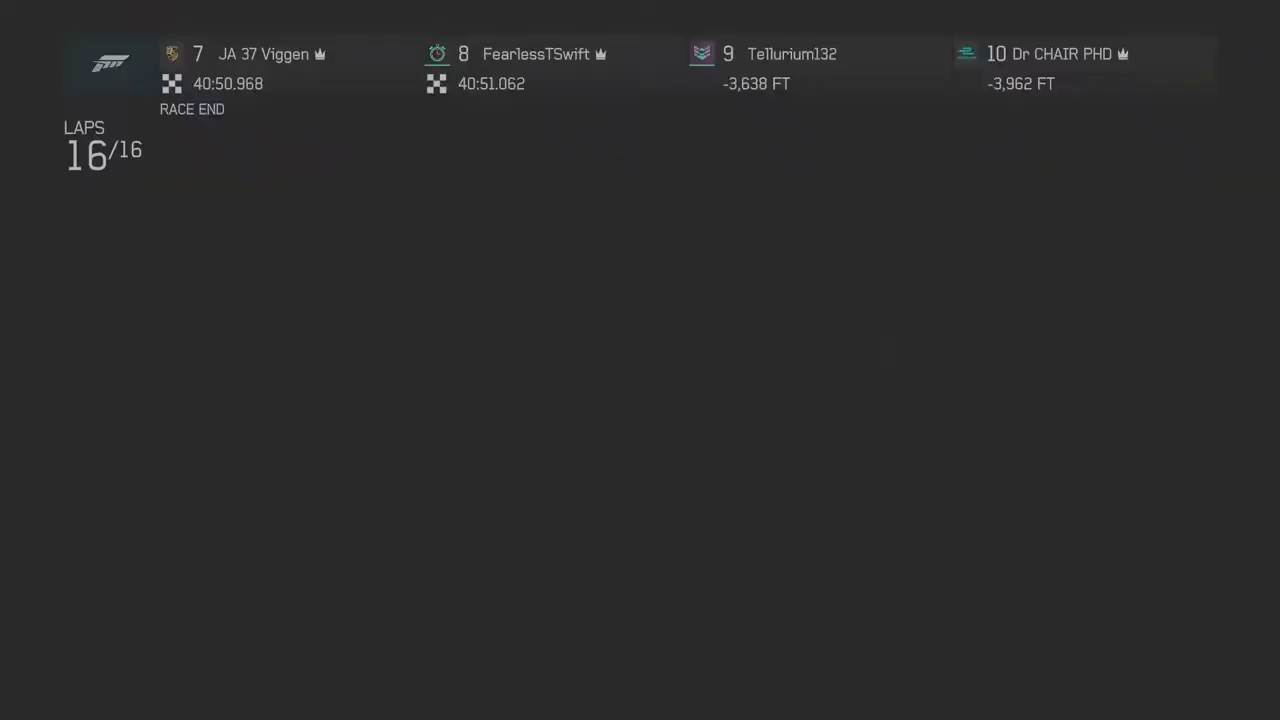 7 JA 37 Viggen
40:50.968
RACE END
8 FearlessTSwift
40:51.062
9 Tellurium132
-3,638 FT
10 Dr CHAIR PHD
-3,962 FT
LAPS
16/16